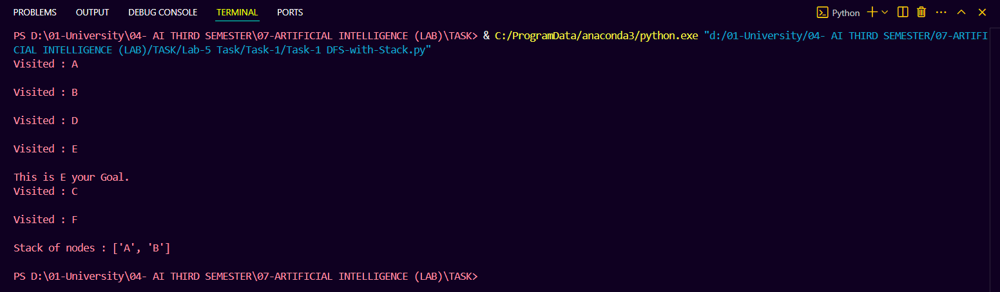 PROBLEMS OUTPUT DEBUG CONSOLE TERMINAL PORTS Python
PS D:\01-University\04- AI THIRD SEMESTER\07-ARTIFICIAL INTELLIGENCE (LAB)\TASK> & C:/ProgramData/anaconda3/python.exe "d:/01-University/04- AI THIRD SEMESTER/07-ARTIFI
CIAL INTELLIGENCE (LAB)/TASK/Lab-5 Task/Task-1/Task-1 DFS-with-Stack.py"
Visited : A
Visited : B
Visited : D
Visited : E
This is E your Goal.
Visited : C
Visited : F
Stack of nodes : ['A', 'B']
PS D:\01-University\04- AI THIRD SEMESTER\07-ARTIFICIAL INTELLIGENCE (LAB)\TASK>